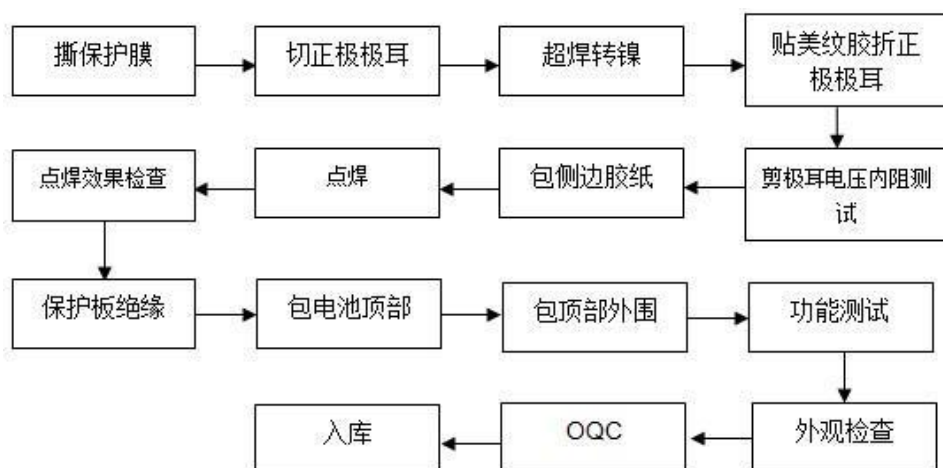 撕保护膜
切正极极耳
超焊转镍
贴美纹胶折正
极极耳
剪极耳电压内阻测
试
包侧边胶纸
点焊
点焊效果检查
保护板绝缘
包电池顶部
包顶部外围
功能测试
外观检查
OQC
入库